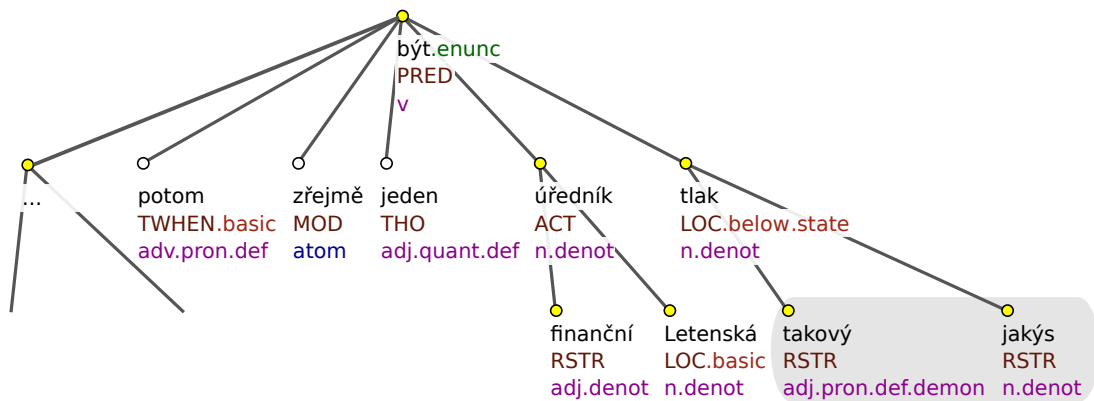 být.enunc
PRED
v
...
potom
TWHEN.basic
adv.pron.def
zřejmě
MOD
atom
jeden
THO
adj.quant.def
úředník
ACT
n.denot
tlak
LOC.below.state
n.denot
finanční
RSTR
adj.denot
Letenská
LOC.basic
n.denot
takový
RSTR
adj.pron.def.demon
jakýs
RSTR
n.denot